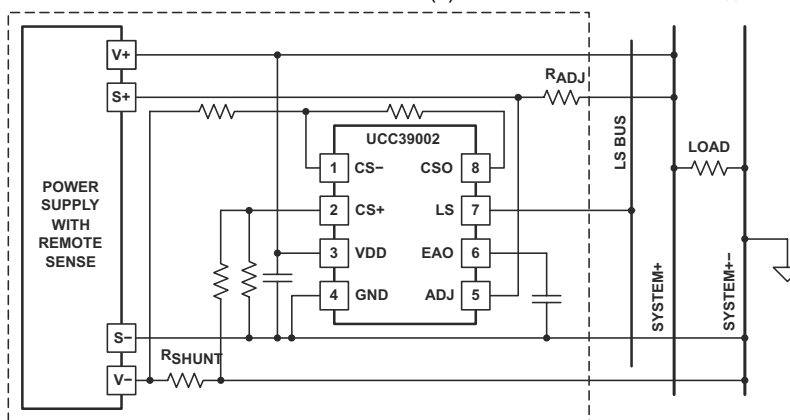 V+
S+
RADJ
UCC39002
1 CS− CSO 8
2 CS+ LS 7
3 VDD EAO 6
4 GND ADJ 5
POWER
SUPPLY
WITH
REMOTE
SENSE
LS BUS
LOAD
SYSTEM+
SYSTEM+−
S−
RSHUNT
V−